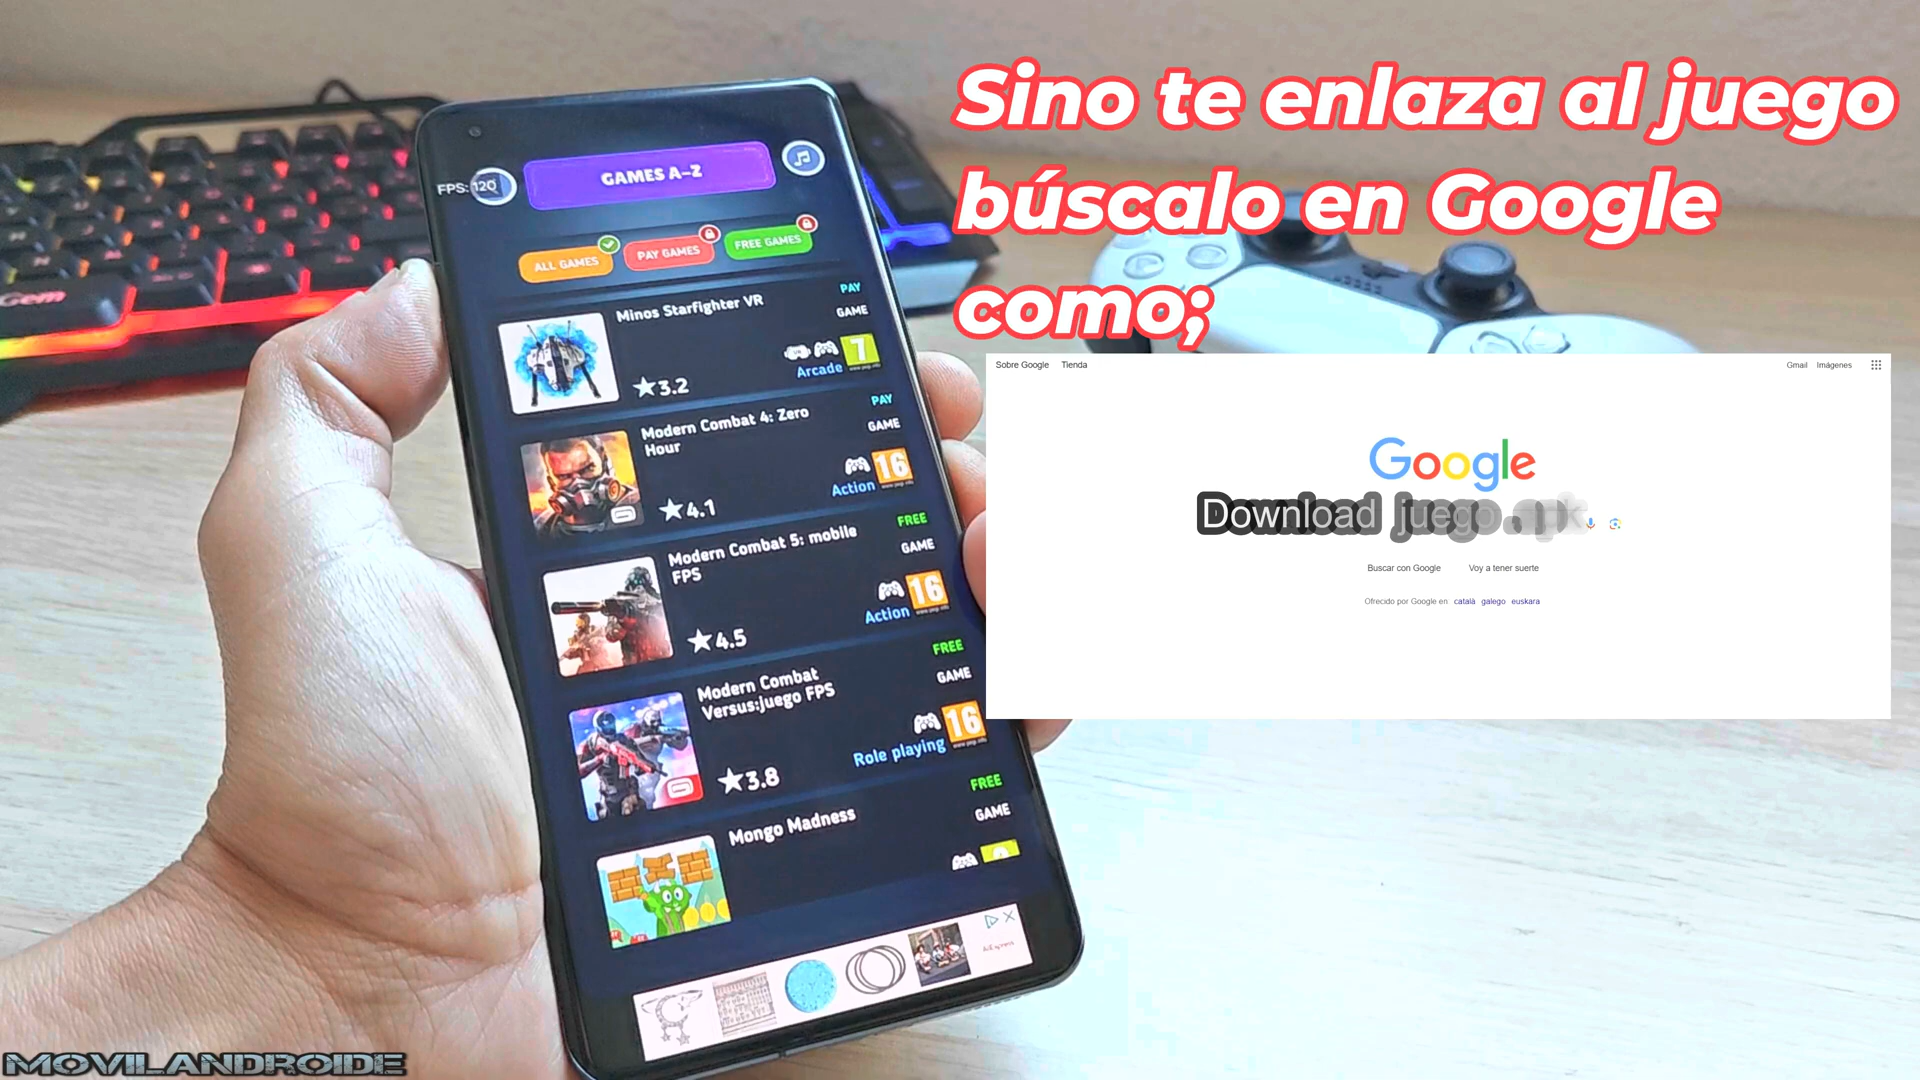 Sino te enlaza al juego
búscalo en Google
como;
Sobre Google Tienda
Gmail Imágenes
Google
Download juego.apk
Buscar con Google Voy a tener suerte
Ofrecido por Google en: català galego euskara
FPS: 120
GAMES A-Z
ALL GAMES PAY GAMES FREE GAMES
Minos Starfighter VR
PAY
GAME
7
Arcade
3.2
Modern Combat 4: Zero
Hour
PAY
GAME
16
Action
4.1
Modern Combat 5: mobile
FPS
FREE
GAME
16
Action
4.5
Modern Combat
Versus:Juego FPS
FREE
GAME
16
Role playing
3.8
Mongo Madness
FREE
GAME
Gem
MOVILANDROIDE